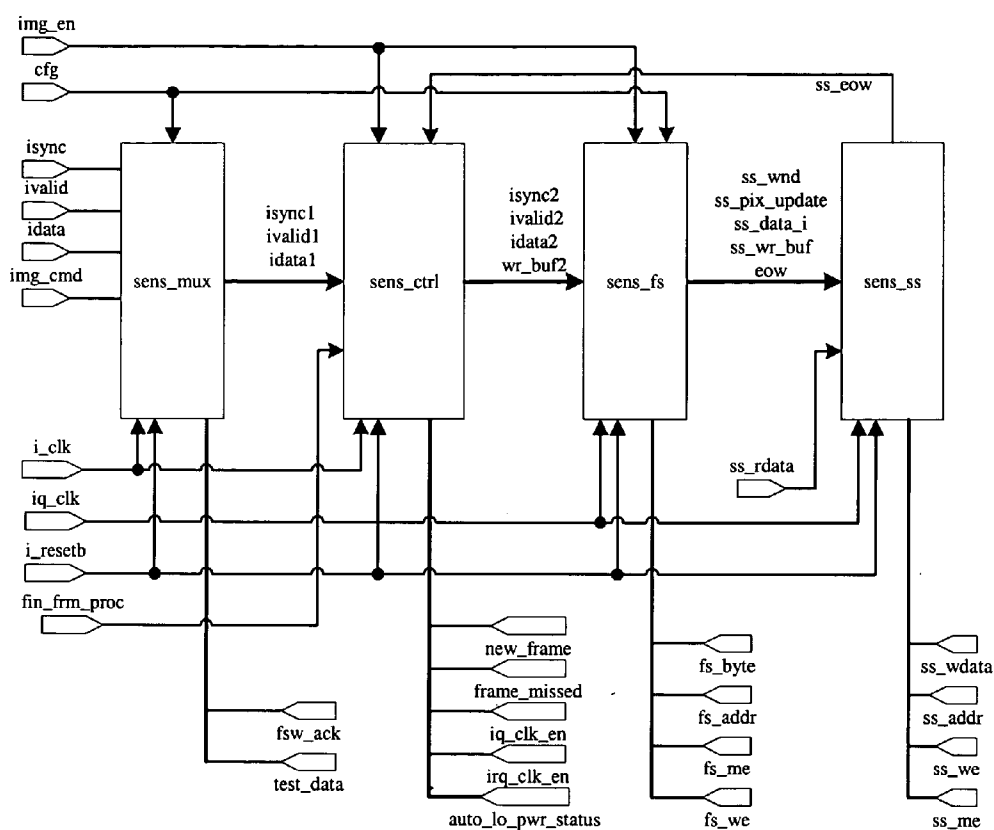 img_en
cfg
ss_eow
isync
ivalid
idata
img_cmd
isync1
ivalid1
idata1
isync2
ivalid2
idata2
wr_buf2
ss_wnd
ss_pix_update
ss_data_i
ss_wr_buf
eow
sens_mux
sens_ctrl
sens_fs
sens_ss
i_clk
ss_rdata
iq_clk
i_resetb
fin_frm_proc
new_frame
frame_missed
iq_clk_en
irq_clk_en
auto_lo_pwr_status
fsw_ack
test_data
fs_byte
fs_addr
fs_me
fs_we
ss_wdata
ss_addr
ss_we
ss_me